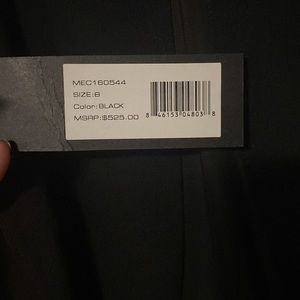 MEC160544
SIZE:8
Color:BLACK
MSRP:$525.00
8 46153 04803 8